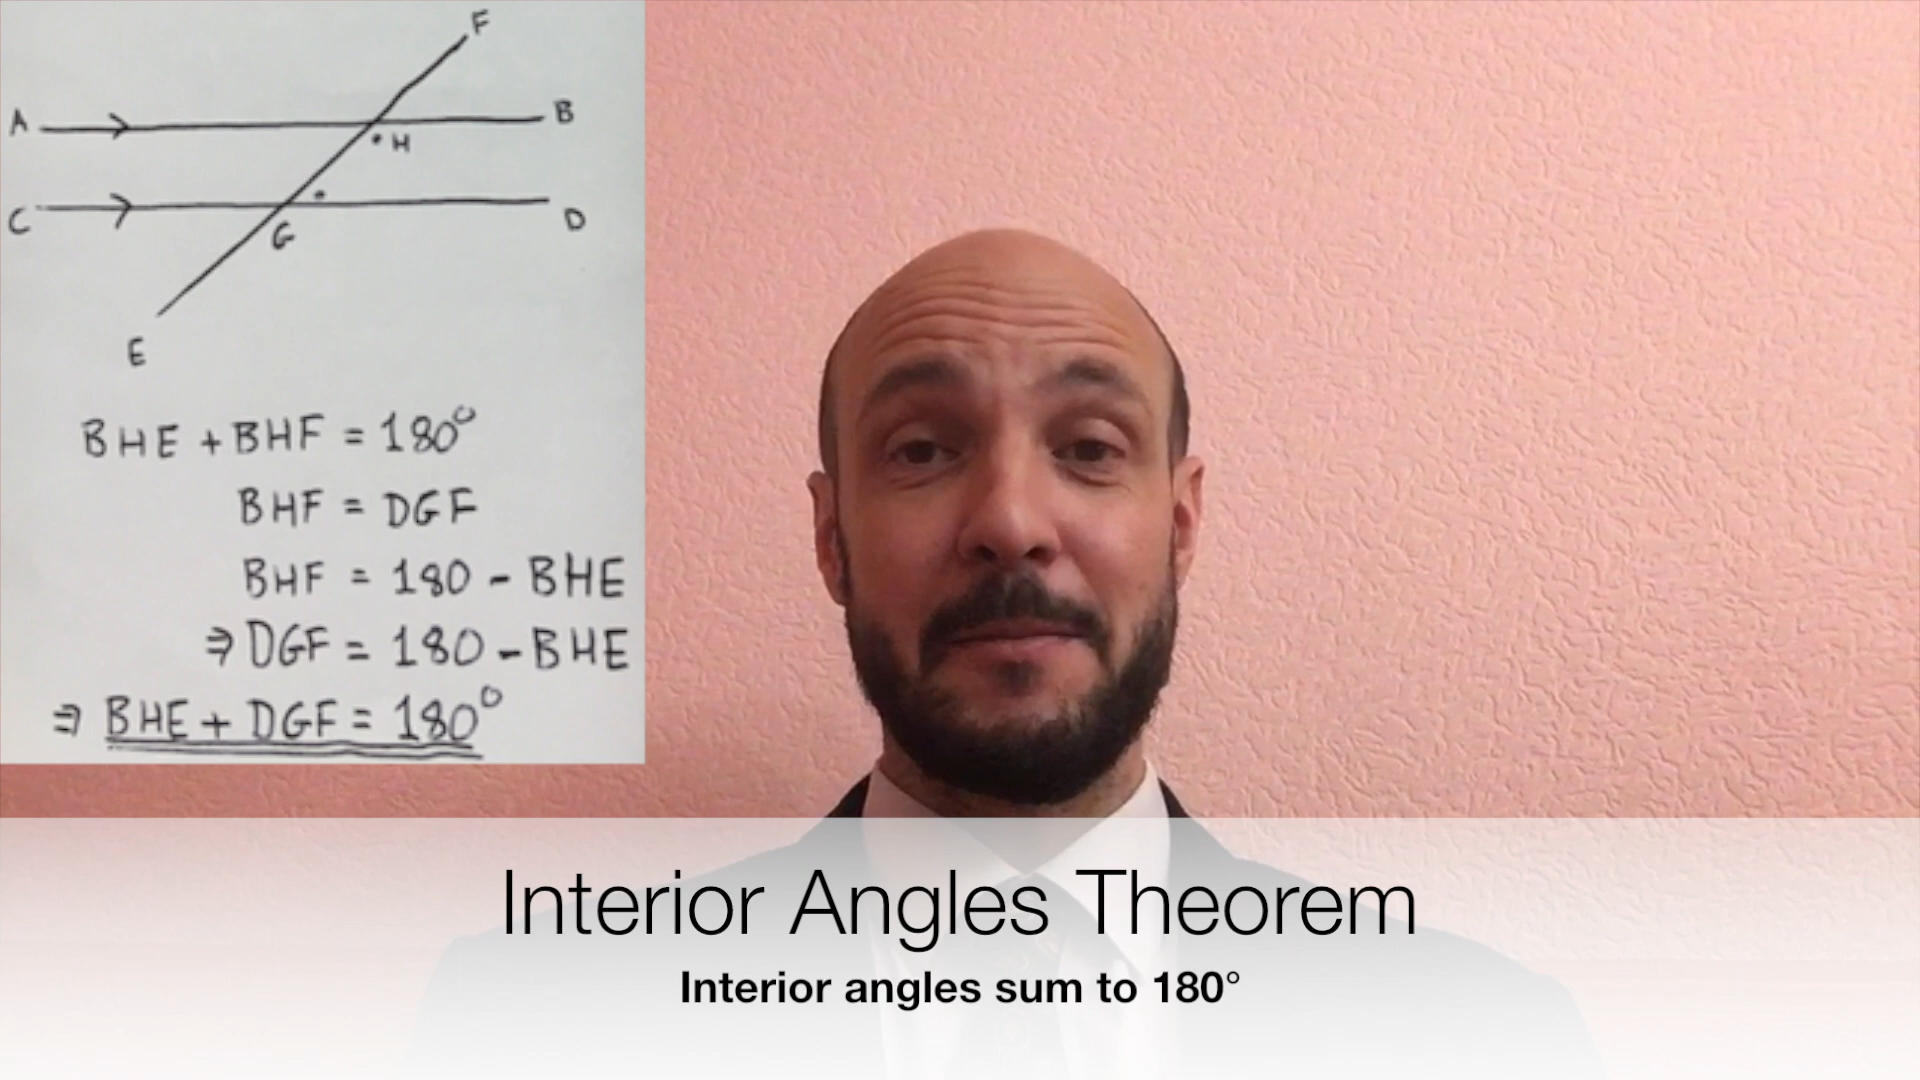 F
A B
H
C D
G
E
BHE + BHF = 180°
BHF = DGF
BHF = 180 - BHE
⇒ DGF = 180 - BHE
⇒ BHE + DGF = 180°
Interior Angles Theorem
Interior angles sum to 180°